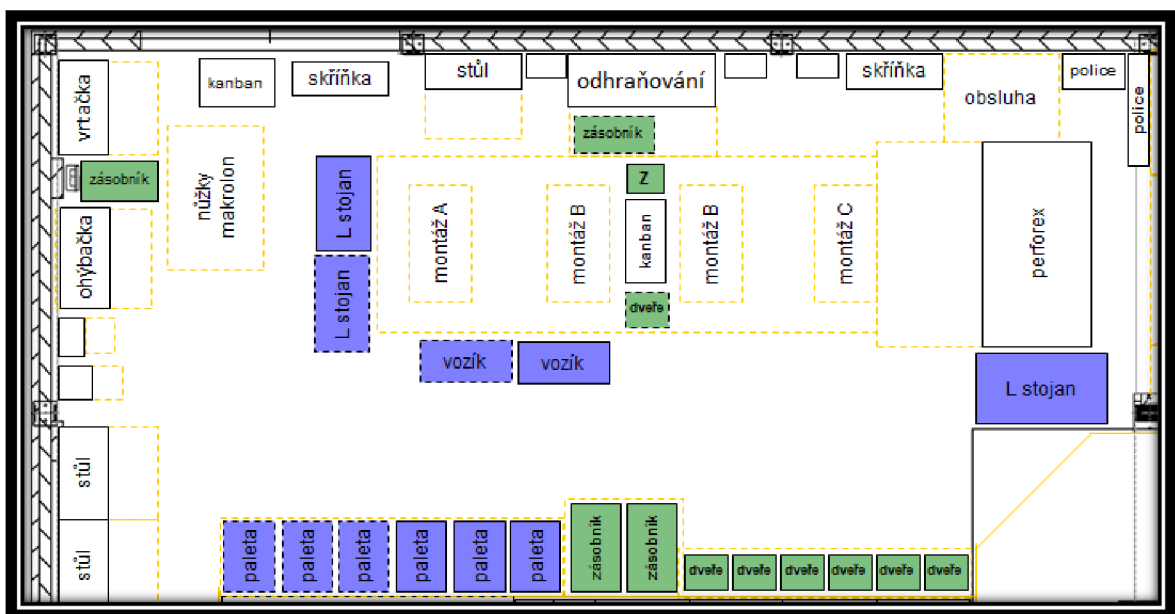 vrtačka
kanban
skříňka
stůl
odhraňování
skříňka
obsluha
police
police
zásobník
zásobník
nůžky
makrolon
ohýbačka
L stojan
L stojan
montáž A
montáž B
Z
kanban
dveře
montáž B
montáž C
perforex
vozík
vozík
L stojan
stůl
stůl
paleta
paleta
paleta
paleta
paleta
paleta
zásobník
zásobník
dveře
dveře
dveře
dveře
dveře
dveře